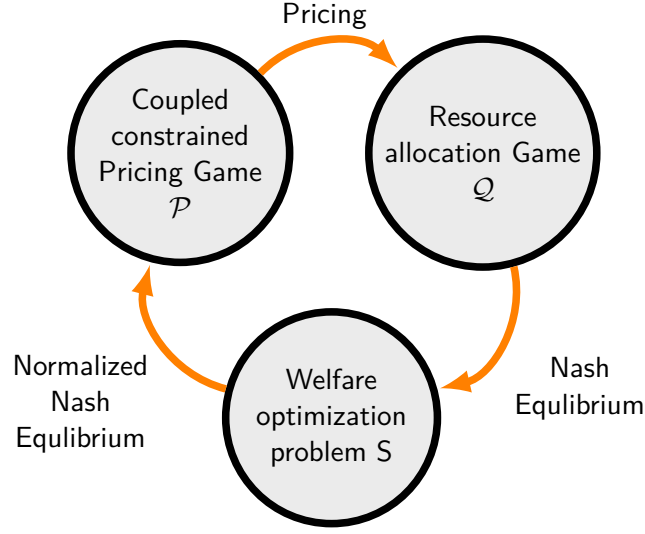 Pricing
Coupled
constrained
Pricing Game
𝒫
Resource
allocation Game
𝒬
Normalized
Nash
Equlibrium
Welfare
optimization
problem S
Nash
Equlibrium